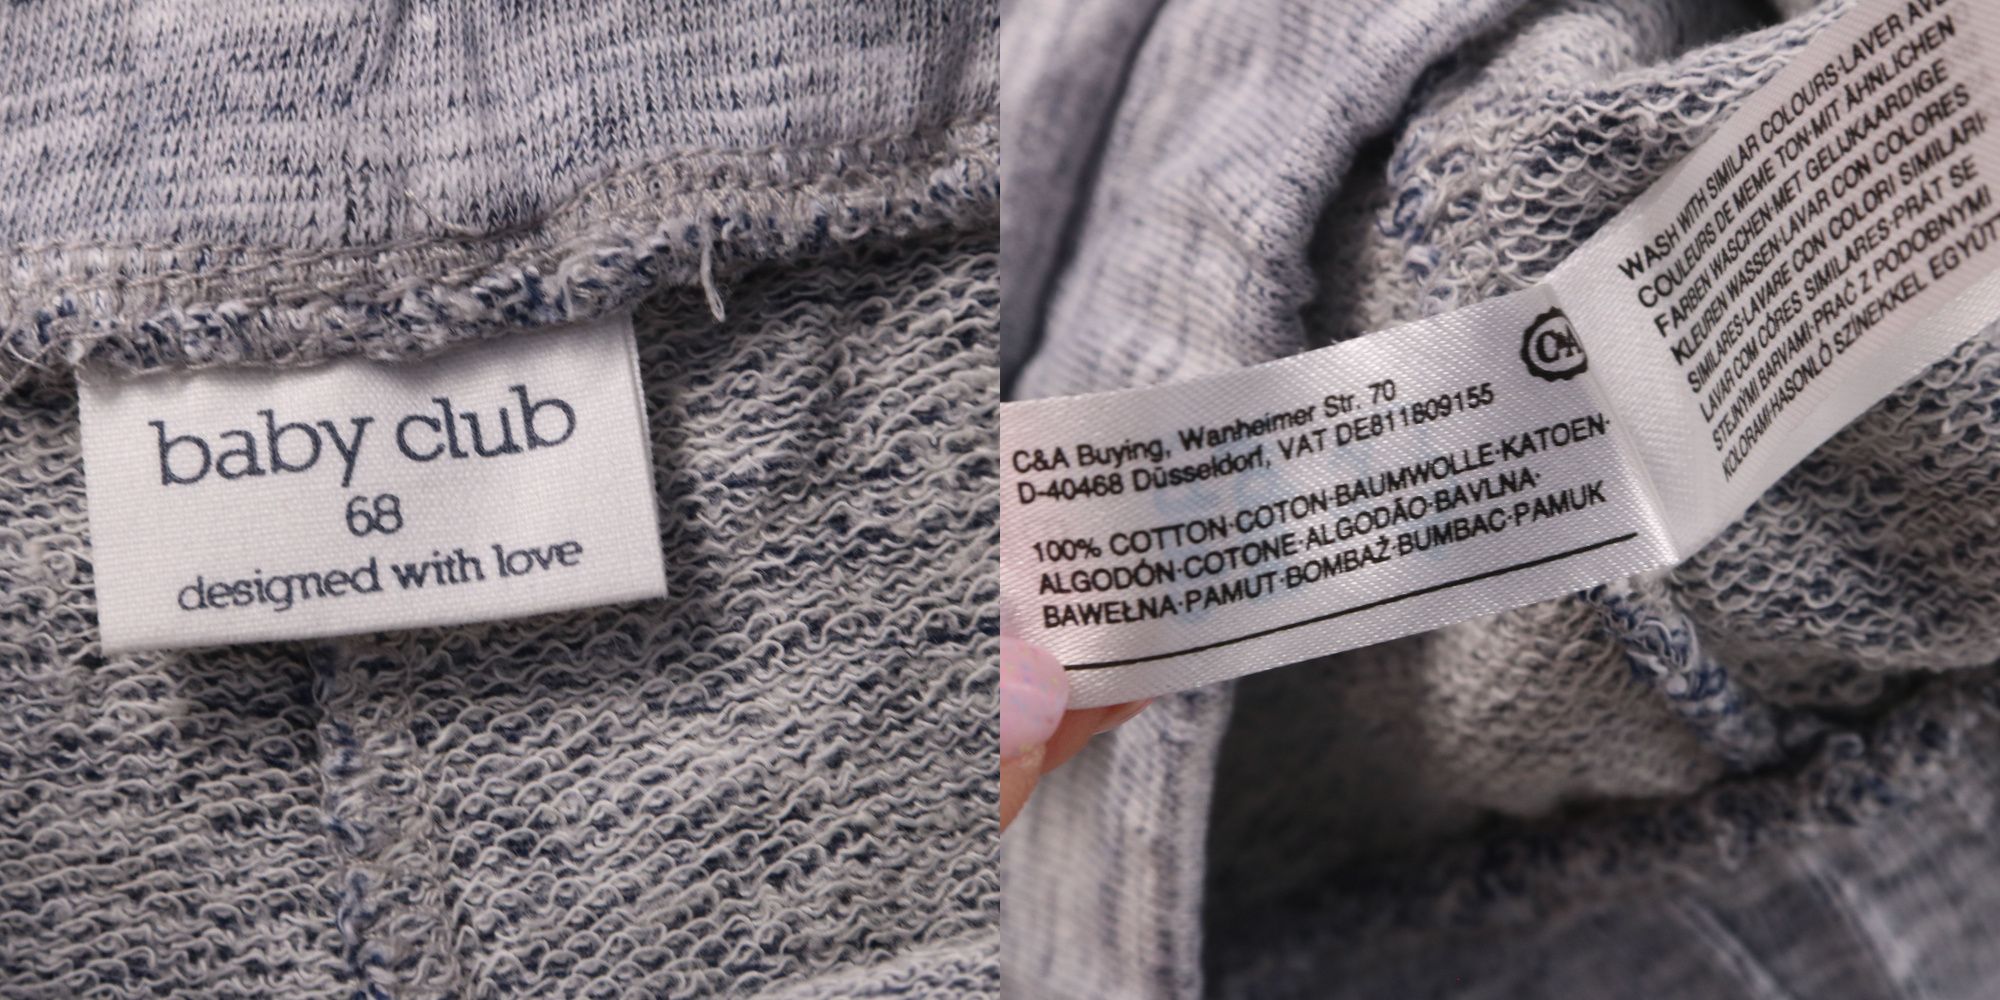 baby club
68
designed with love
C&A
C&A Buying, Wanheimer Str. 70
D-40468 Düsseldorf, VAT DE811809155
100% COTTON·COTON·BAUMWOLLE·KATOEN·
ALGODÓN·COTONE·ALGODÃO·BAVLNA·
BAWEŁNA·PAMUT·BOMBAŽ·BUMBAC·PAMUK
WASH WITH SIMILAR COLOURS·LAVER
COULEURS DE MEME TON·MIT ÄHNLICHEN
FARBEN WASCHEN·MET GELIJKAARDIGE
KLEUREN WASSEN·LAVAR CON COLORES
SIMILARES·LAVARE CON COLORI SIMILARI·
LAVAR COM CÔRES SIMILARES·PRÁT SE
STEJNÝMI BARVAMI·PRAĆ Z PODOBNYMI
KOLORAMI·HASONLÓ SZINEKKEL EGYÜT